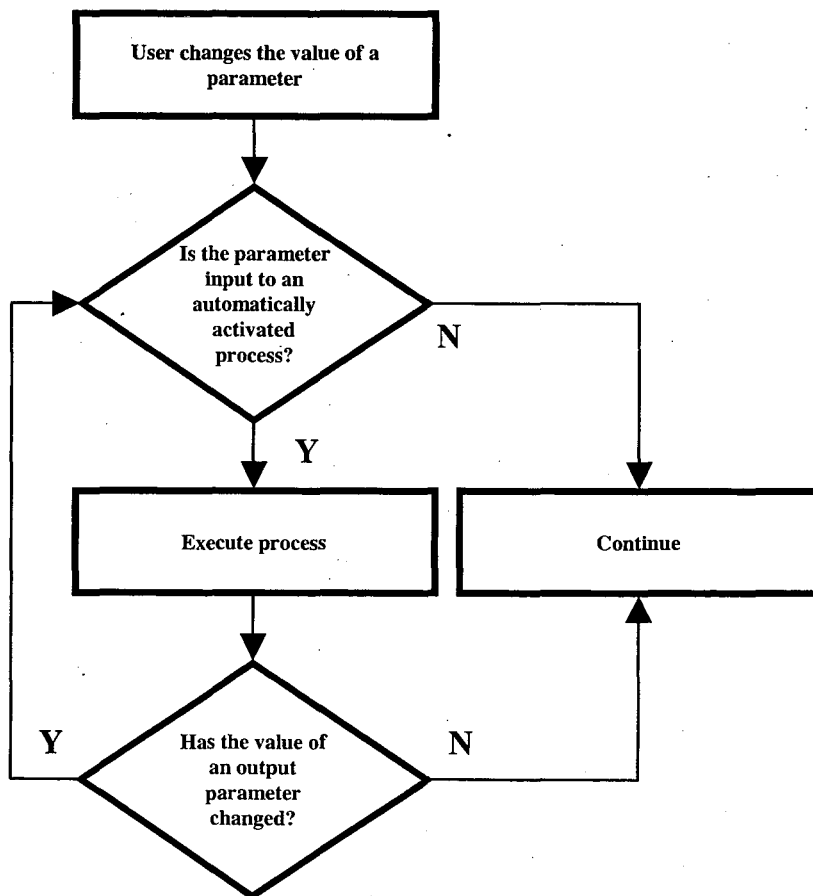 User changes the value of a
parameter
Is the parameter
input to an
automatically
activated
process?
N
Y
Execute process
Continue
Y
Has the value of
an output
parameter
changed?
N